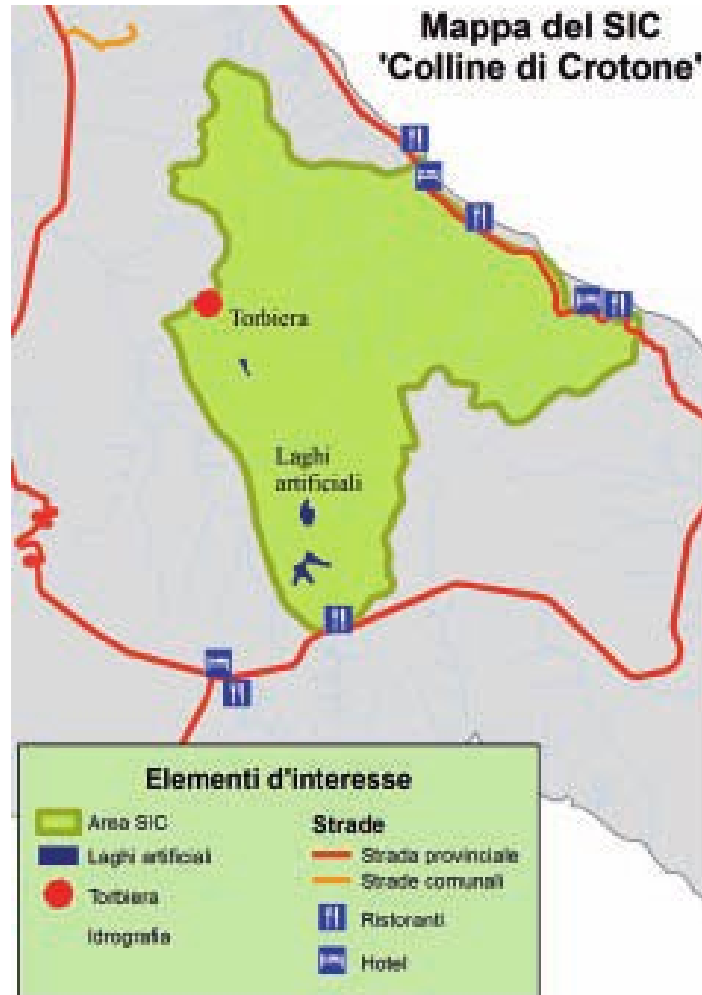 Mappa del SIC
'Colline di Crotone'
Torbiera
Laghi
artificiali
Elementi d'interesse
Area SIC
Laghi artificiali
Torbiera
Idrografia
Strade
Strada provinciale
Strade comunali
Ristoranti
Hotel